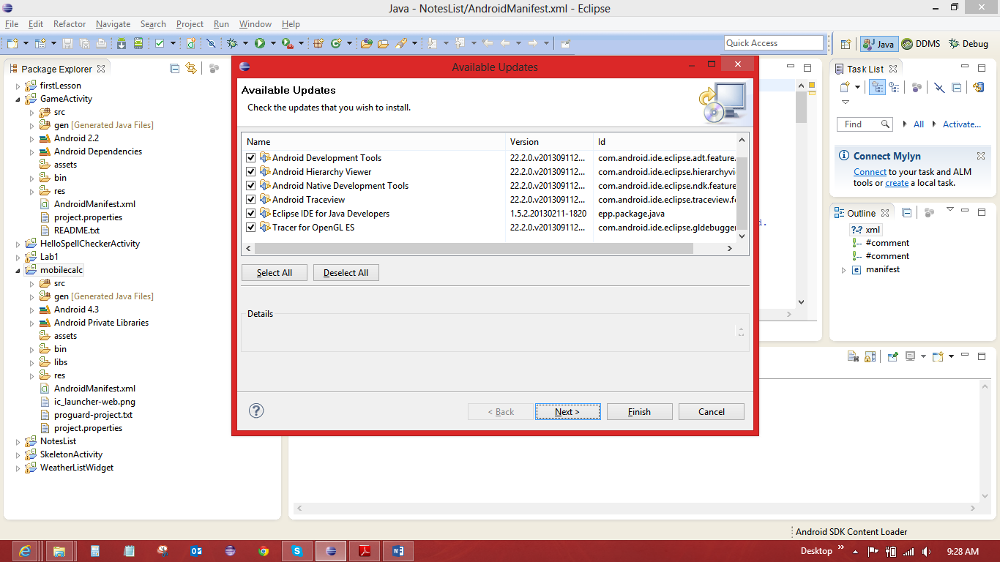 Java - NotesList/AndroidManifest.xml - Eclipse
File Edit Refactor Navigate Search Project Run Window Help
Quick Access
Java
DDMS
Debug
Package Explorer
firstLesson
GameActivity
src
gen [Generated Java Files]
Android 2.2
Android Dependencies
assets
bin
res
AndroidManifest.xml
project.properties
README.txt
HelloSpellCheckerActivity
Lab1
mobilecalc
src
gen [Generated Java Files]
Android 4.3
Android Private Libraries
assets
bin
libs
res
AndroidManifest.xml
ic_launcher-web.png
proguard-project.txt
project.properties
NotesList
SkeletonActivity
WeatherListWidget
Available Updates
Available Updates
Check the updates that you wish to install.
Name Version Id
Android Development Tools 22.2.0.v201309112... com.android.ide.eclipse.adt.feature.
Android Hierarchy Viewer 22.2.0.v201309112... com.android.ide.eclipse.hierarchyvi
Android Native Development Tools 22.2.0.v201309112... com.android.ide.eclipse.ndk.feature
Android Traceview 22.2.0.v201309112... com.android.ide.eclipse.traceview.fe
Eclipse IDE for Java Developers 1.5.2.20130211-1820 epp.package.java
Tracer for OpenGL ES 22.2.0.v201309112... com.android.ide.eclipse.gldebugger
Select All Deselect All
Details
< Back Next > Finish Cancel
d.
Task List
Find All Activate...
Connect Mylyn
Connect to your task and ALM
tools or create a local task.
Outline
xml
#comment
#comment
manifest
Android SDK Content Loader
Desktop
9:28 AM